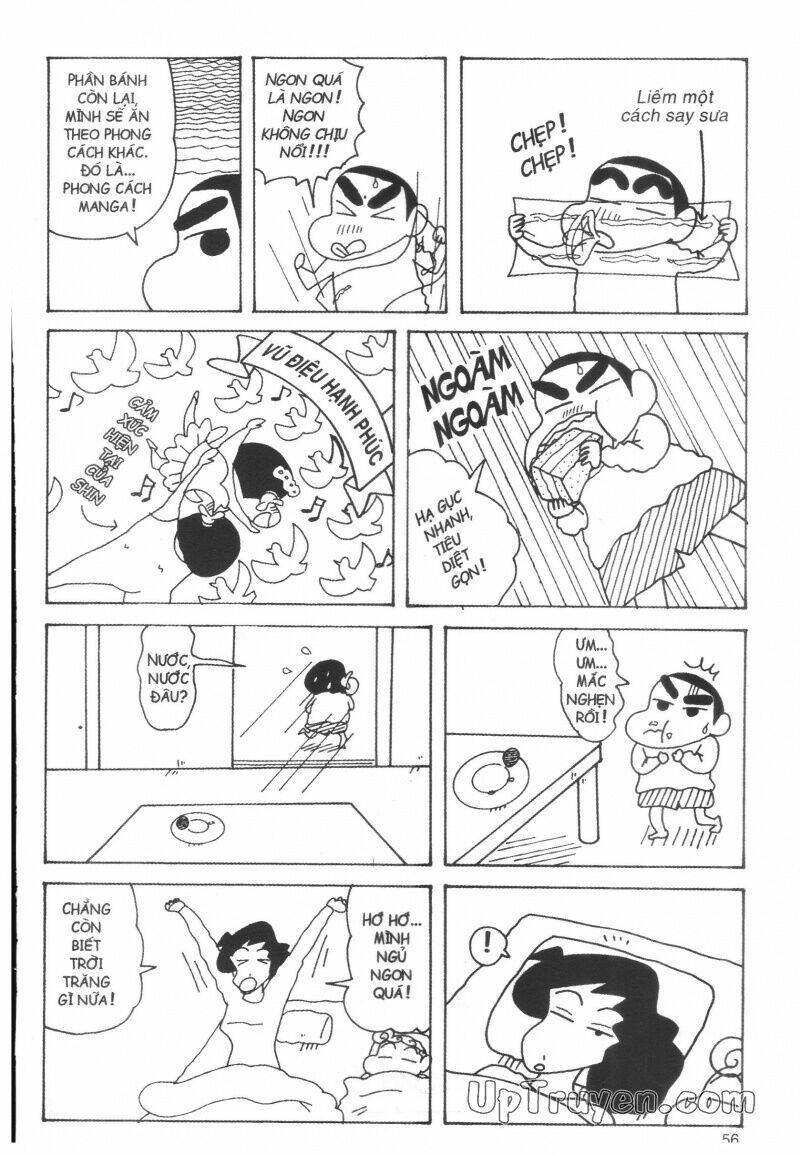 Liếm một
cách say sưa
CHẸP!
CHẸP!
NGON QUÁ
LÀ NGON!
NGON
KHÔNG CHỊU
NỔI!!!
PHẦN BÁNH
CÒN LẠI,
MÌNH SẼ ĂN
THEO PHONG
CÁCH KHÁC.
ĐÓ LÀ...
PHONG CÁCH
MANGA!
NGOÀM
NGOÀM
HẠ GỤC
NHANH,
TIÊU
DIỆT
GỌN!
VŨ ĐIỆU HẠNH PHÚC
CẢM
XÚC
HIỆN
TẠI
CỦA
SHIN
ƯM...
ƯM...
MẮC
NGHẸN
RỒI!
NƯỚC,
NƯỚC
ĐÂU?
!
HƠ HƠ...
MÌNH
NGỦ
NGON
QUÁ!
CHẲNG
CÒN
BIẾT
TRỜI
TRĂNG
GÌ NỮA!
UpTruyen.com
56